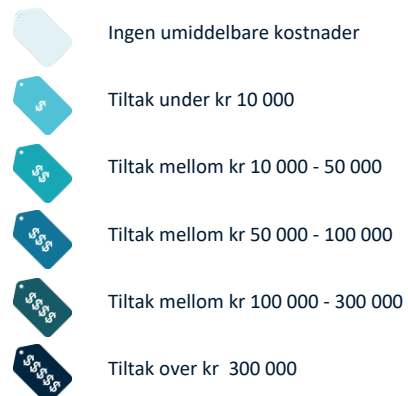 Ingen umiddelbare kostnader
$ Tiltak under kr 10 000
$$ Tiltak mellom kr 10 000 - 50 000
$$$ Tiltak mellom kr 50 000 - 100 000
$$$$ Tiltak mellom kr 100 000 - 300 000
$$$$$ Tiltak over kr  300 000